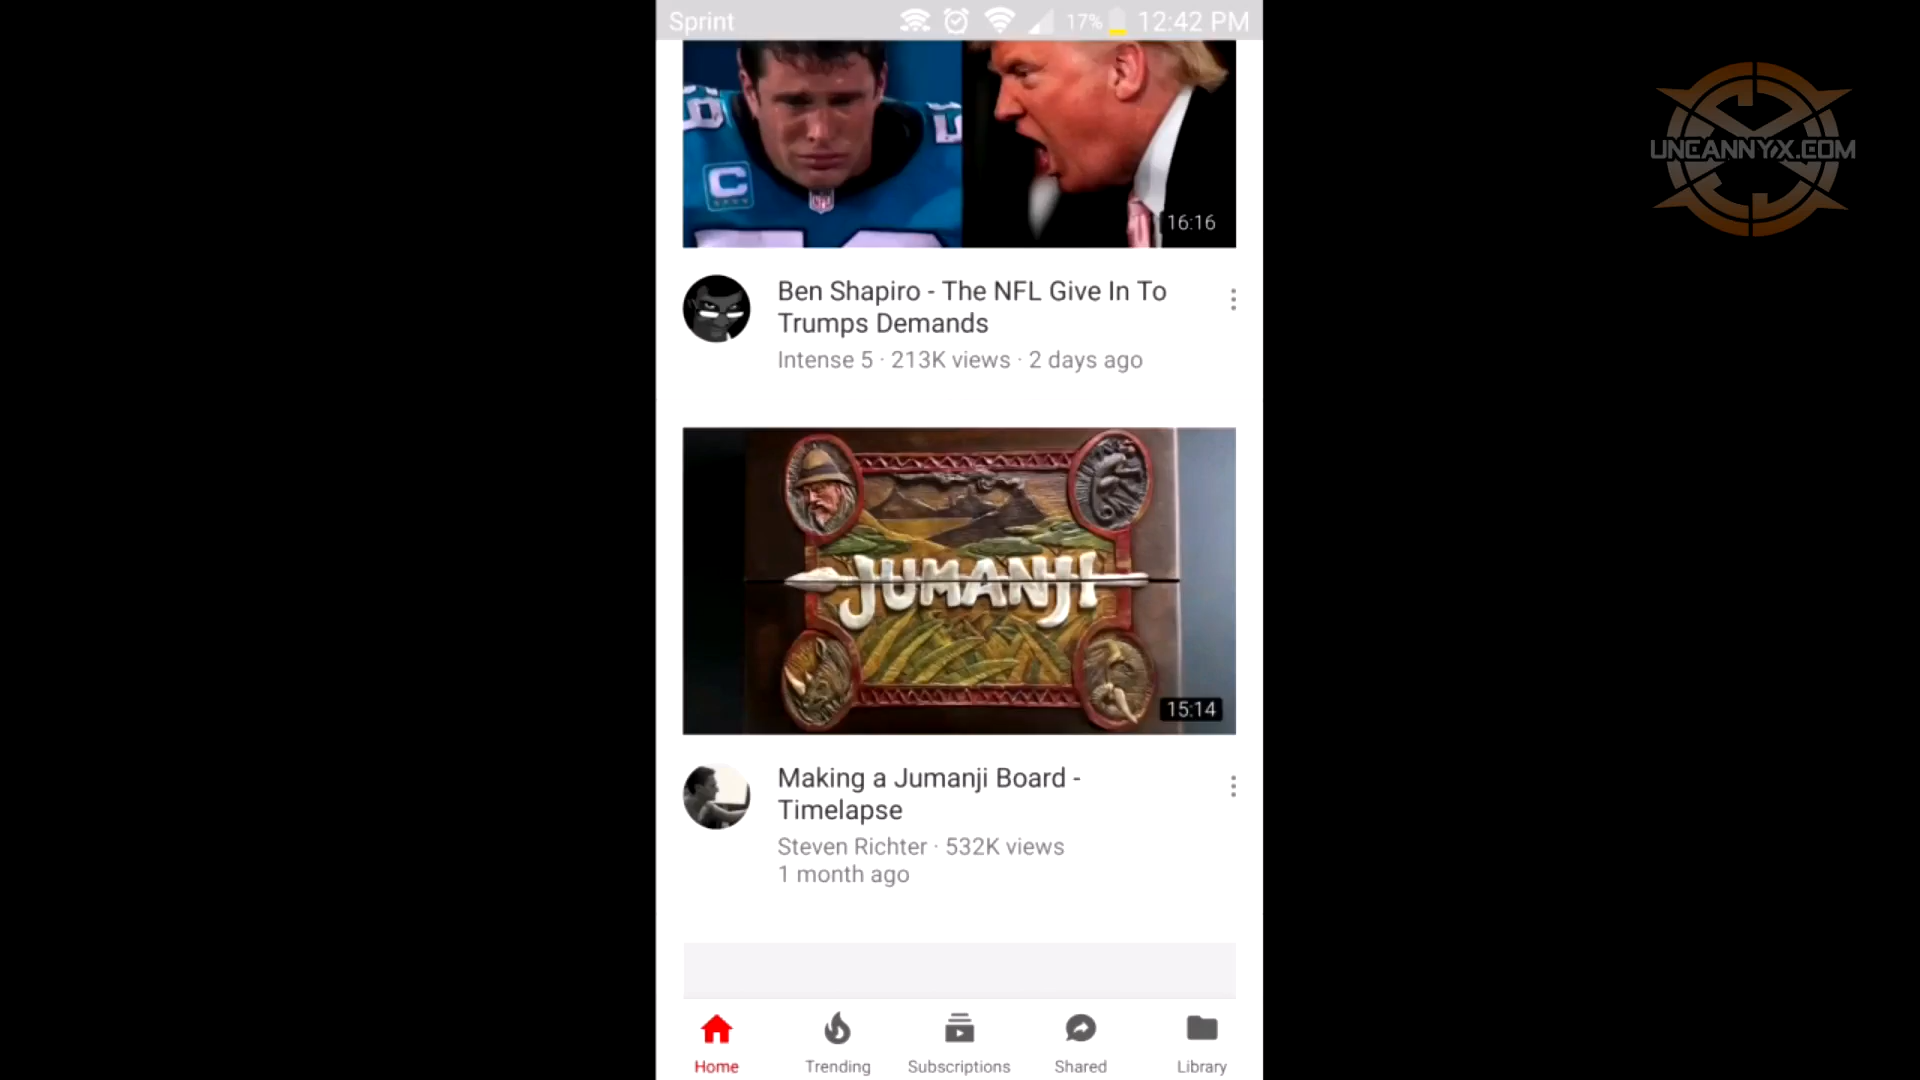 Sprint 17% 12:42 PM
UNCANNYX.COM
C
NFL
16:16
Ben Shapiro - The NFL Give In To
Trumps Demands
Intense 5 · 213K views · 2 days ago
JUMANJI
15:14
Making a Jumanji Board -
Timelapse
Steven Richter · 532K views
1 month ago
Home Trending Subscriptions Shared Library